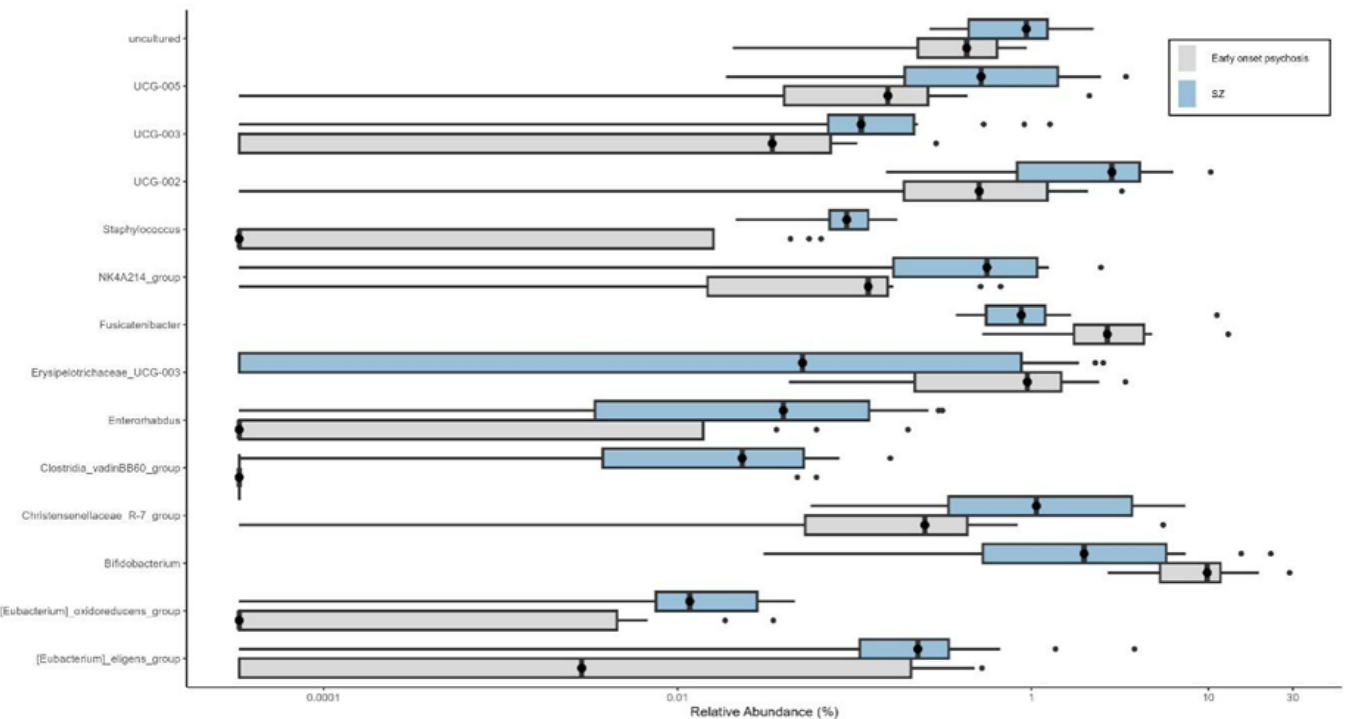 uncultured
UCG-005
UCG-003
UCG-002
Staphylococcus
NK4A214_group
Fusicatenibacter
Erysipelotrichaceae_UCG-003
Enterorhabdus
Clostridia_vadinBB60_group
Christensenellaceae_R-7_group
Bifidobacterium
[Eubacterium]_oxidoreducens_group
[Eubacterium]_eligens_group
0.0001
0.01
1
10
30
Relative Abundance (%)
Early onset psychosis
SZ